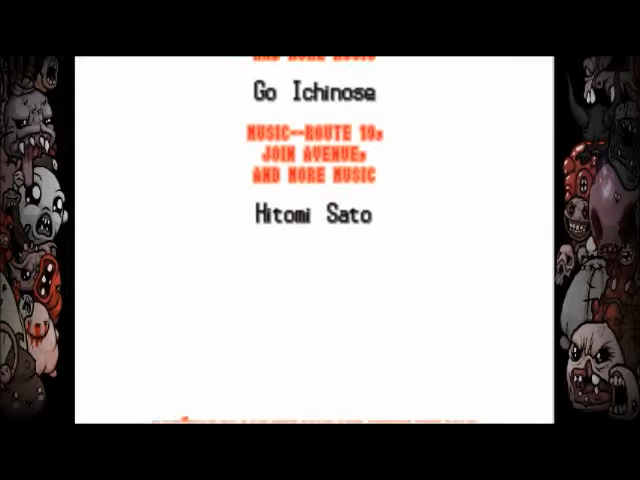 Go Ichinose
MUSIC--ROUTE 19,
JOIN AVENUE,
AND MORE MUSIC
Hitomi Sato